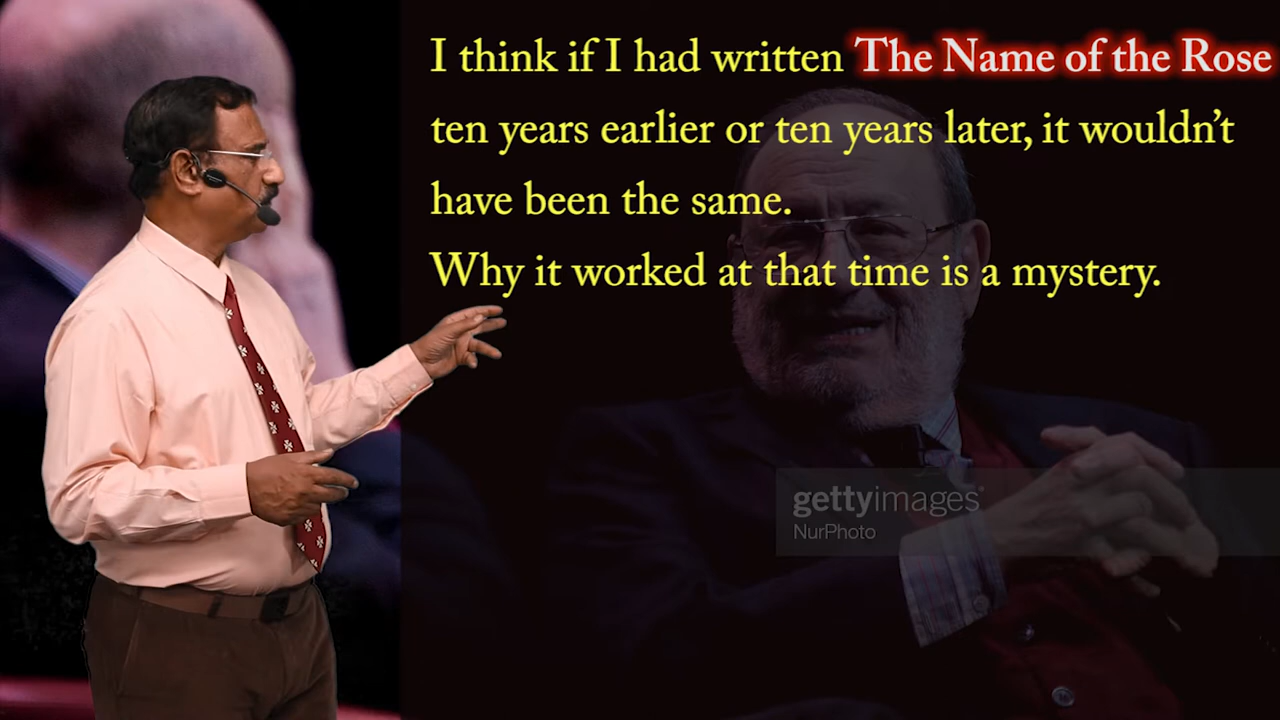 I think if I had written The Name of the Rose
ten years earlier or ten years later, it wouldn’t
have been the same.
Why it worked at that time is a mystery.
gettyimages
NurPhoto